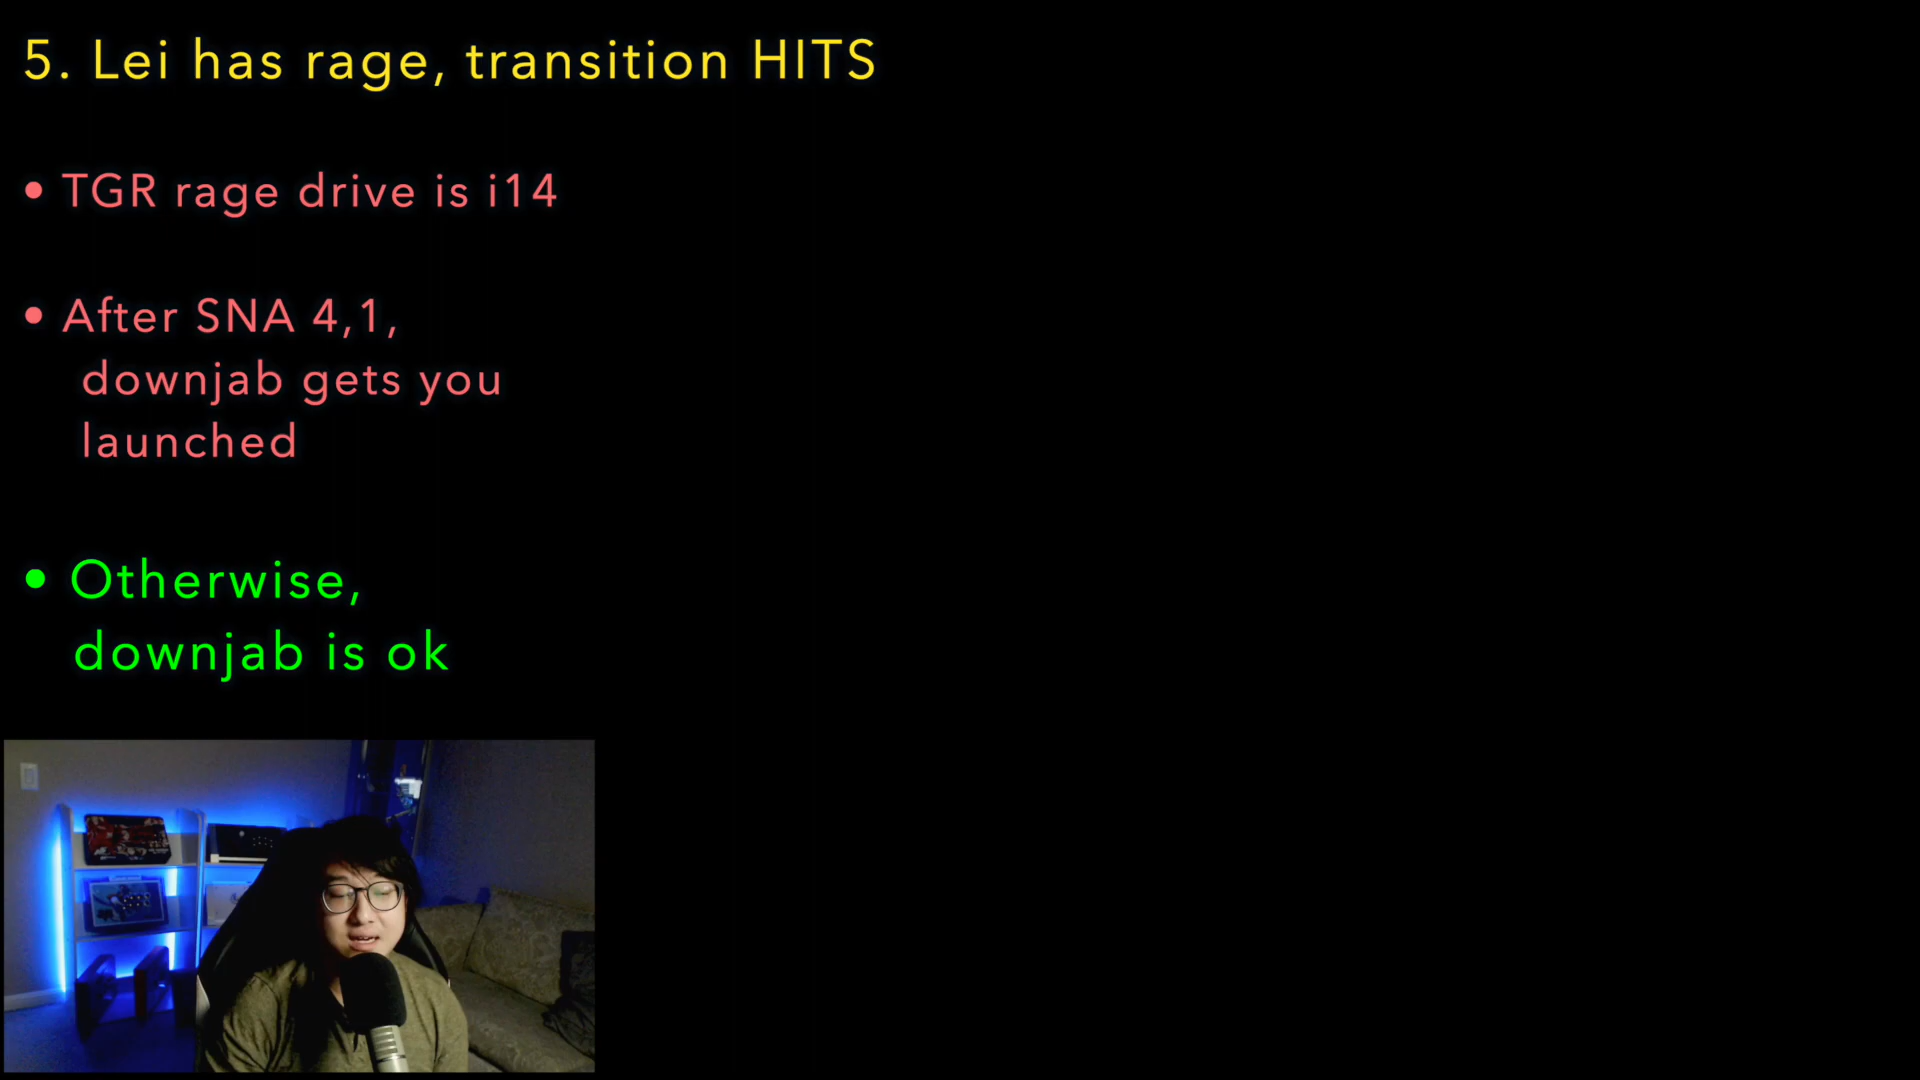 5. Lei has rage, transition HITS
• TGR rage drive is i14
• After SNA 4,1,
downjab gets you
launched
• Otherwise,
downjab is ok